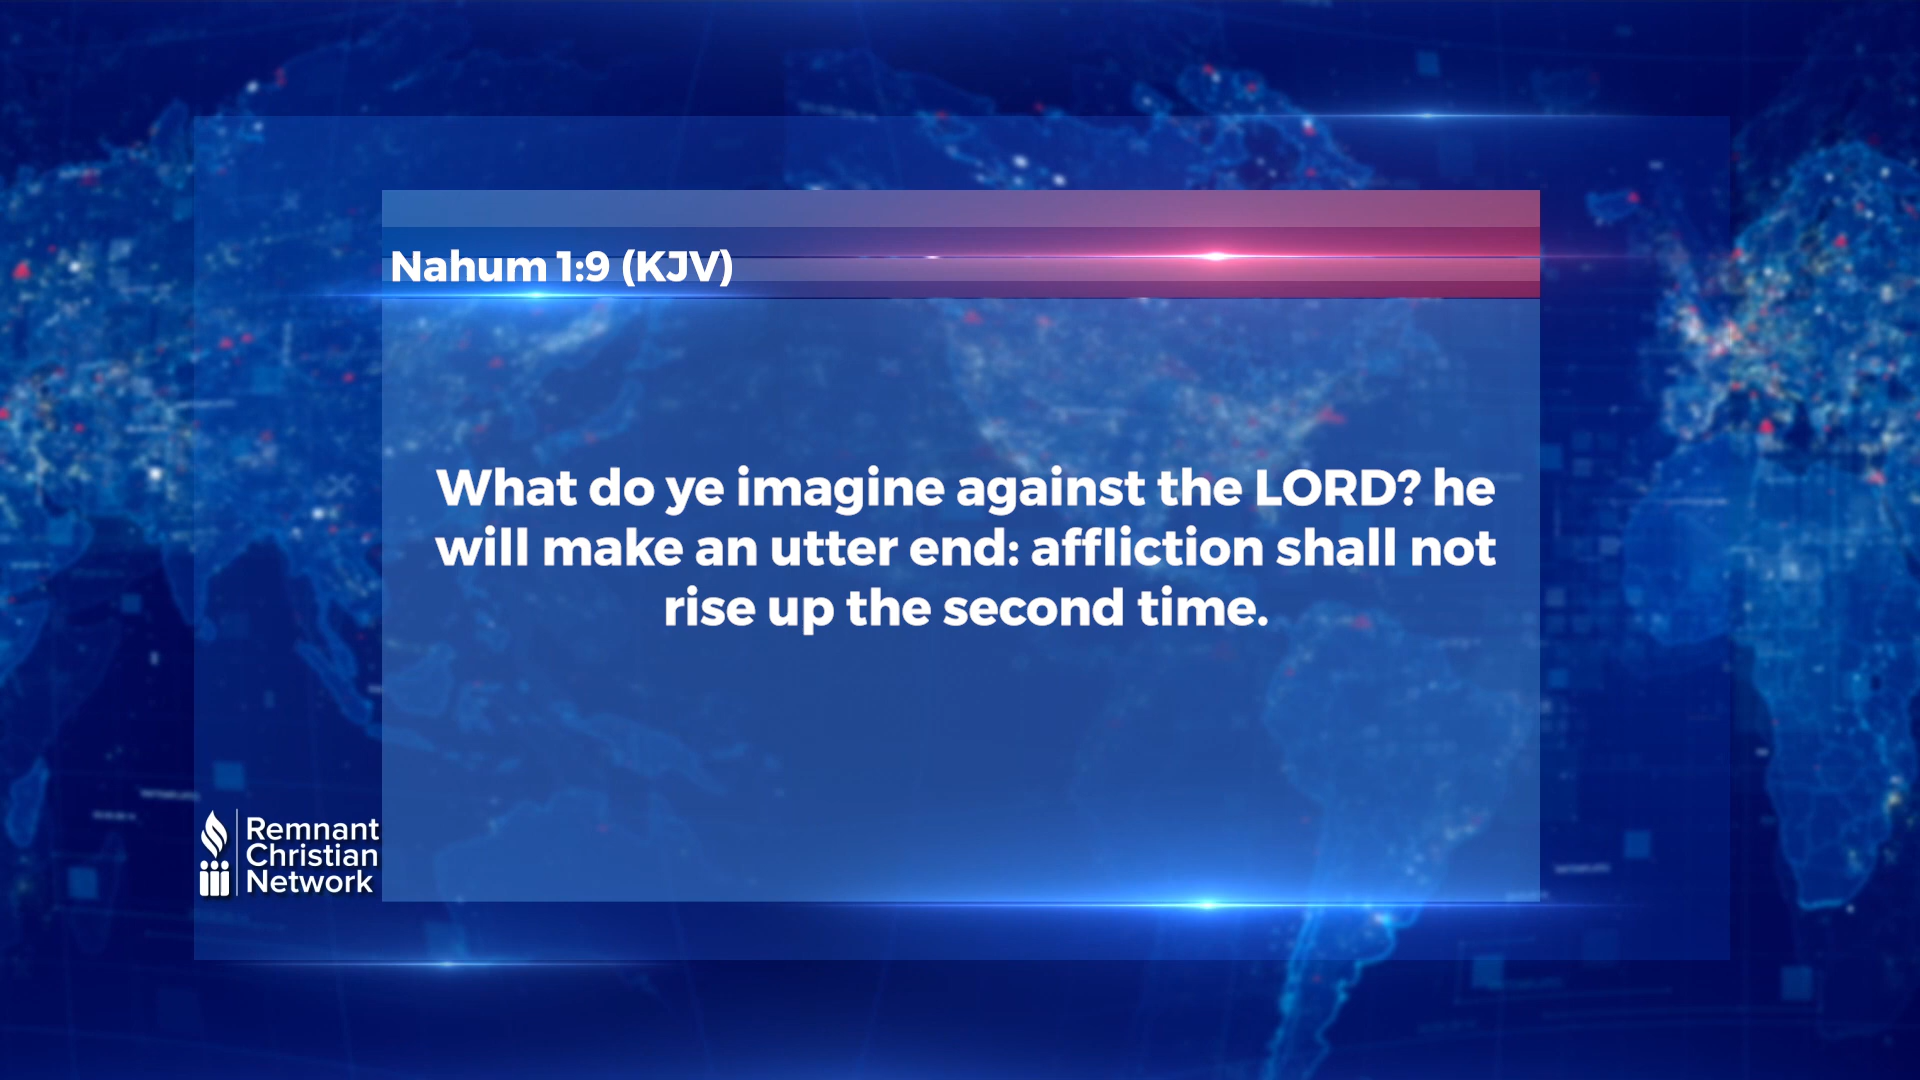 Nahum 1:9 (KJV)
What do ye imagine against the LORD? he
will make an utter end: affliction shall not
rise up the second time.
Remnant
Christian
Network